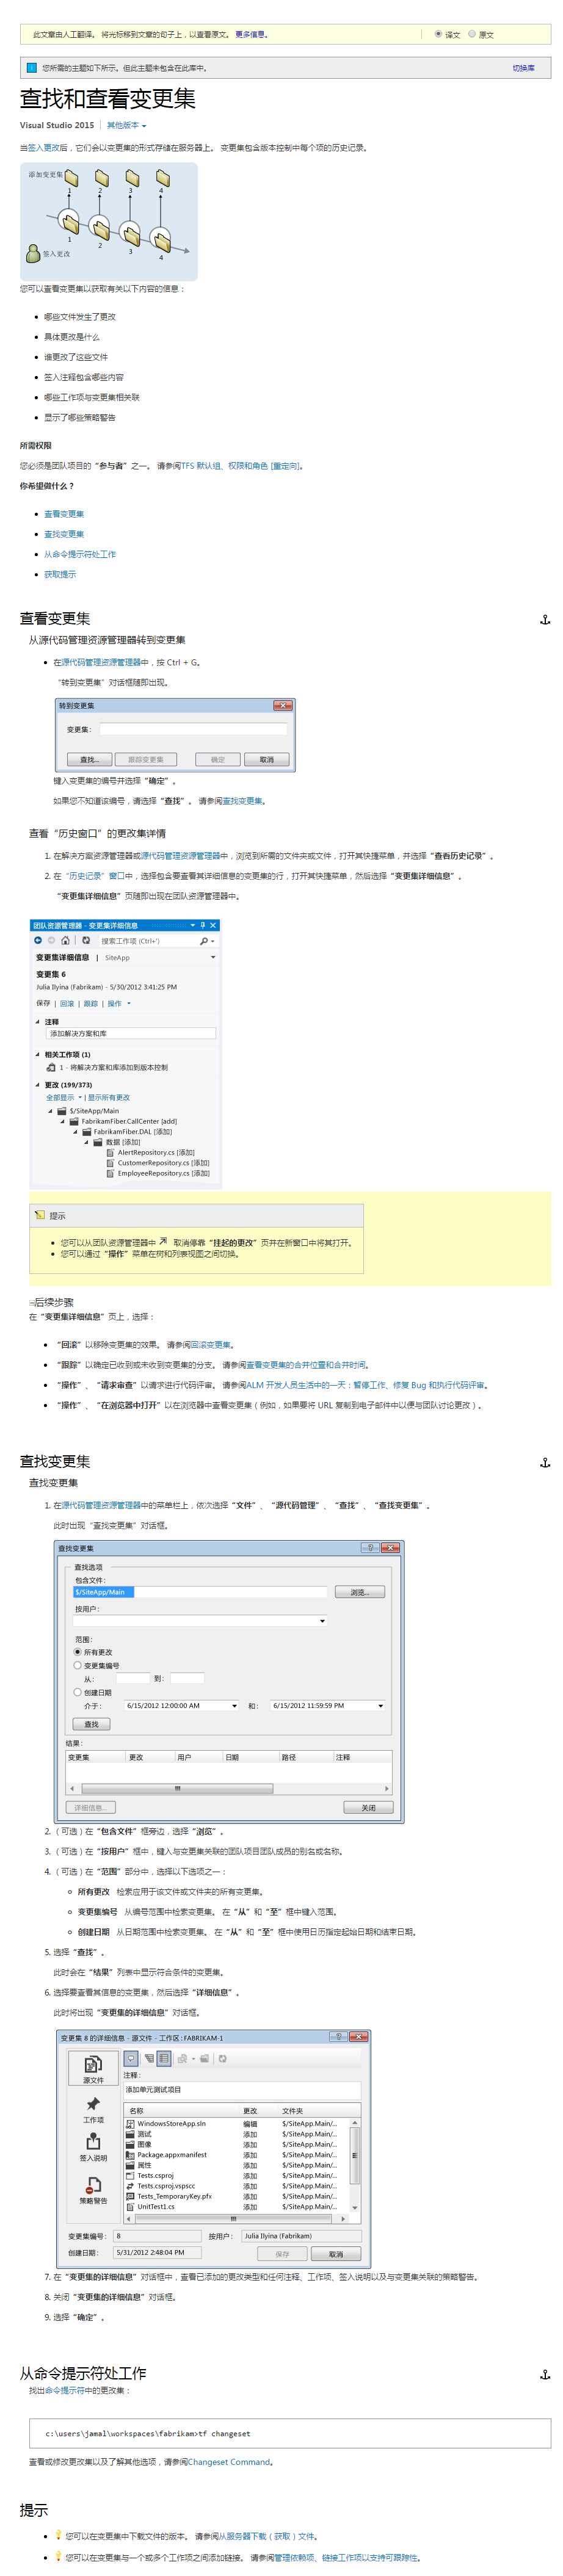 此文章由人工翻译。 将光标移到文章的句子上，以查看原文。 更多信息。
译文 原文
您所需的主题如下所示。但此主题未包含在此库中。
切换库
查找和查看变更集
Visual Studio 2015 其他版本
当签入更改后，它们会以变更集的形式存储在服务器上。 变更集包含版本控制中每个项的历史记录。
添加变更集
1 2 3 4
1 2 3 4
签入更改
您可以查看变更集以获取有关以下内容的信息：
哪些文件发生了更改
具体更改是什么
谁更改了这些文件
签入注释包含哪些内容
哪些工作项与变更集相关联
显示了哪些策略警告
所需权限
您必须是团队项目的“参与者”之一。 请参阅TFS 默认组、权限和角色 [重定向]。
你希望做什么？
查看变更集
查找变更集
从命令提示符处工作
获取提示
查看变更集
从源代码管理资源管理器转到变更集
在源代码管理资源管理器中，按 Ctrl + G。
“转到变更集”对话框随即出现。
转到变更集
变更集：
查找... 跟踪变更集 确定 取消
键入变更集的编号并选择“确定”。
如果您不知道该编号，请选择“查找”。 请参阅查找变更集。
查看“历史窗口”的更改集详情
1. 在解决方案资源管理器或源代码管理资源管理器中，浏览到所需的文件夹或文件，打开其快捷菜单，并选择“查看历史记录”。
2. 在“历史记录”窗口中，选择包含要查看其详细信息的变更集的行，打开其快捷菜单，然后选择“变更集详细信息”。
“变更集详细信息”页随即出现在团队资源管理器中。
团队资源管理器 - 变更集详细信息
搜索工作项 (Ctrl+')
变更集详细信息 | SiteApp
变更集 6
Julia Ilyina (Fabrikam) - 5/30/2012 3:41:25 PM
保存 | 回滚 | 跟踪 | 操作
注释
添加解决方案和库
相关工作项 (1)
1 - 将解决方案和库添加到版本控制
更改 (199/373)
全部显示 | 显示所有更改
$/SiteApp/Main
FabrikamFiber.CallCenter [add]
FabrikamFiber.DAL [添加]
数据 [添加]
AlertRepository.cs [添加]
CustomerRepository.cs [添加]
EmployeeRepository.cs [添加]
提示
您可以从团队资源管理器中 取消停靠“挂起的更改”页并在新窗口中将其打开。
您可以通过“操作”菜单在树和列表视图之间切换。
后续步骤
在“变更集详细信息”页上，选择：
“回滚”以移除变更集的效果。 请参阅回滚变更集。
“跟踪”以确定已收到或未收到变更集的分支。 请参阅查看变更集的合并位置和合并时间。
“操作”、“请求审查”以请求进行代码评审。 请参阅ALM 开发人员生活中的一天：暂停工作、修复 Bug 和执行代码评审。
“操作”、“在浏览器中打开”以在浏览器中查看变更集（例如，如果要将 URL 复制到电子邮件中以便与团队讨论更改）。
查找变更集
查找变更集
1. 在源代码管理资源管理器中的菜单栏上，依次选择“文件”、“源代码管理”、“查找”、“查找变更集”。
此时出现“查找变更集”对话框。
查找变更集
查找选项
包含文件：
$/SiteApp/Main 浏览...
按用户：
范围：
所有更改
变更集编号
从： 到：
创建日期
介于： 6/15/2012 12:00:00 AM 和： 6/15/2012 11:59:59 PM
查找
结果：
变更集 更改 用户 日期 路径 注释
详细信息... 关闭
2.（可选）在“包含文件”框旁边，选择“浏览”。
3.（可选）在“按用户”框中，键入与变更集关联的团队项目团队成员的别名或名称。
4.（可选）在“范围”部分中，选择以下选项之一：
所有更改 检索应用于该文件或文件夹的所有变更集。
变更集编号 从编号范围中检索变更集。 在“从”和“至”框中键入范围。
创建日期 从日期范围中检索变更集。 在“从”和“至”框中使用日历指定起始日期和结束日期。
5. 选择“查找”。
此时会在“结果”列表中显示符合条件的变更集。
6. 选择要查看其信息的变更集，然后选择“详细信息”。
此时将出现“变更集的详细信息”对话框。
变更集 8 的详细信息 - 源文件 - 工作区: FABRIKAM-1
源文件
工作项
签入说明
策略警告
注释：
添加单元测试项目
名称 更改 文件夹
WindowsStoreApp.sln 编辑 $/SiteApp.Main/...
测试 添加 $/SiteApp.Main/...
图像 添加 $/SiteApp.Main/...
Package.appxmanifest 添加 $/SiteApp.Main/...
属性 添加 $/SiteApp.Main/...
Tests.csproj 添加 $/SiteApp.Main/...
Tests.csproj.vspscc 添加 $/SiteApp.Main/...
Tests_TemporaryKey.pfx 添加 $/SiteApp.Main/...
UnitTest1.cs 添加 $/SiteApp.Main/...
变更集编号： 8 按用户： Julia Ilyina (Fabrikam)
创建日期： 5/31/2012 2:48:04 PM 保存 取消
7. 在“变更集的详细信息”对话框中，查看已添加的更改类型和任何注释、工作项、签入说明以及与变更集关联的策略警告。
8. 关闭“变更集的详细信息”对话框。
9. 选择“确定”。
从命令提示符处工作
找出命令提示符中的更改集：
c:\users\jamal\workspaces\fabrikam>tf changeset
查看或修改更改集以及了解其他选项，请参阅Changeset Command。
提示
您可以在变更集中下载文件的版本。 请参阅从服务器下载（获取）文件。
您可以在变更集与一个或多个工作项之间添加链接。 请参阅管理依赖项、链接工作项以支持可跟踪性。